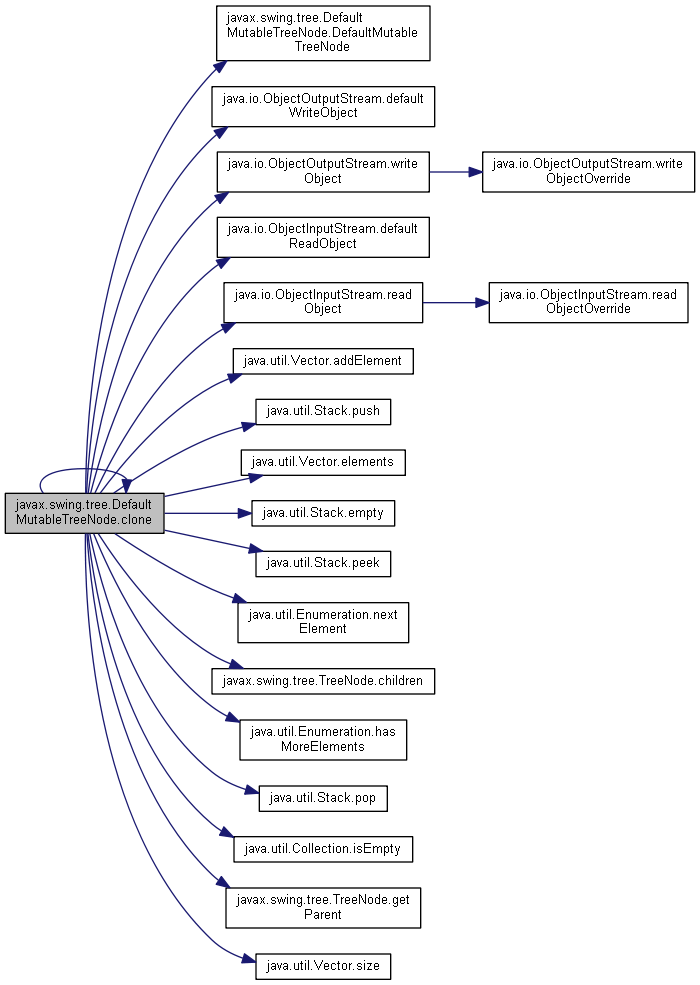 javax.swing.tree.Default
MutableTreeNode.DefaultMutable
TreeNode
java.io.ObjectOutputStream.default
WriteObject
java.io.ObjectOutputStream.write
Object
java.io.ObjectOutputStream.write
ObjectOverride
java.io.ObjectInputStream.default
ReadObject
java.io.ObjectInputStream.read
Object
java.io.ObjectInputStream.read
ObjectOverride
java.util.Vector.addElement
java.util.Stack.push
java.util.Vector.elements
javax.swing.tree.Default
MutableTreeNode.clone
java.util.Stack.empty
java.util.Stack.peek
java.util.Enumeration.next
Element
javax.swing.tree.TreeNode.children
java.util.Enumeration.has
MoreElements
java.util.Stack.pop
java.util.Collection.isEmpty
javax.swing.tree.TreeNode.get
Parent
java.util.Vector.size